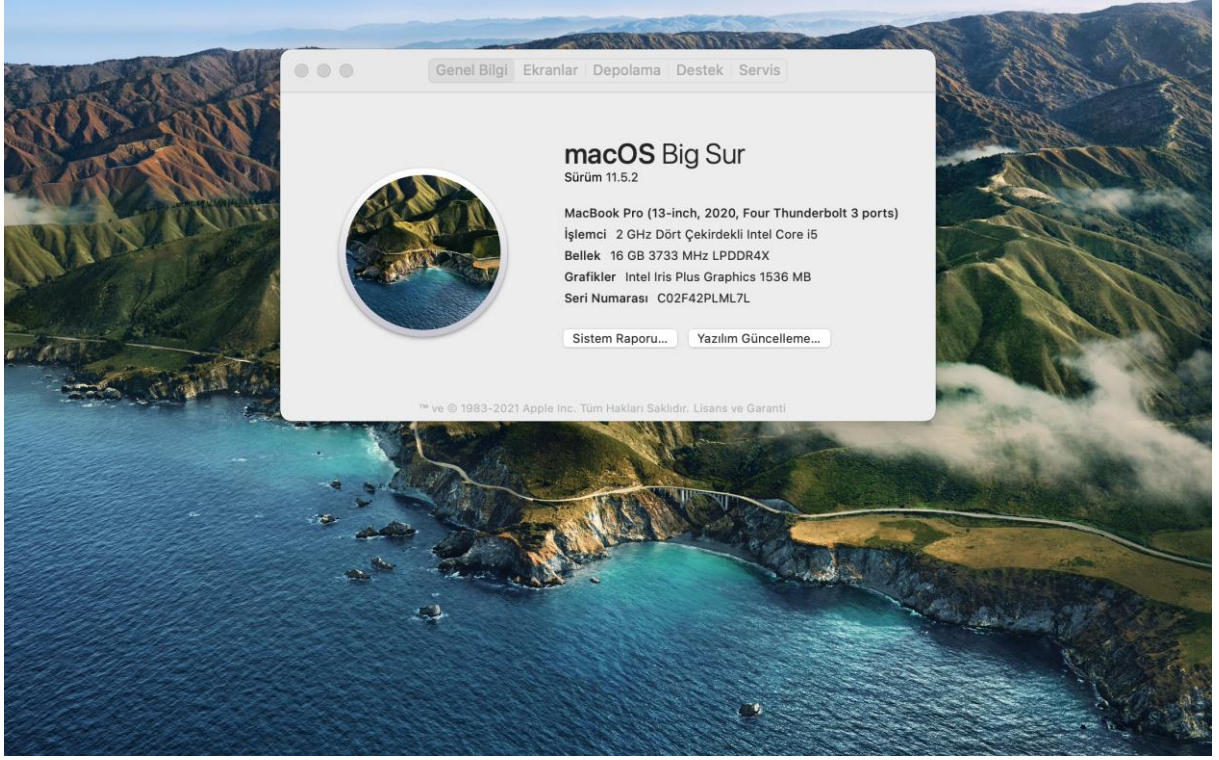 Genel Bilgi Ekranlar Depolama Destek Servis
macOS Big Sur
Sürüm 11.5.2
MacBook Pro (13-inch, 2020, Four Thunderbolt 3 ports)
İşlemci 2 GHz Dört Çekirdekli Intel Core i5
Bellek 16 GB 3733 MHz LPDDR4X
Grafikler Intel Iris Plus Graphics 1536 MB
Seri Numarası C02F42PLML7L
Sistem Raporu... Yazılım Güncelleme...
™ ve © 1983-2021 Apple Inc. Tüm Hakları Saklıdır. Lisans ve Garanti